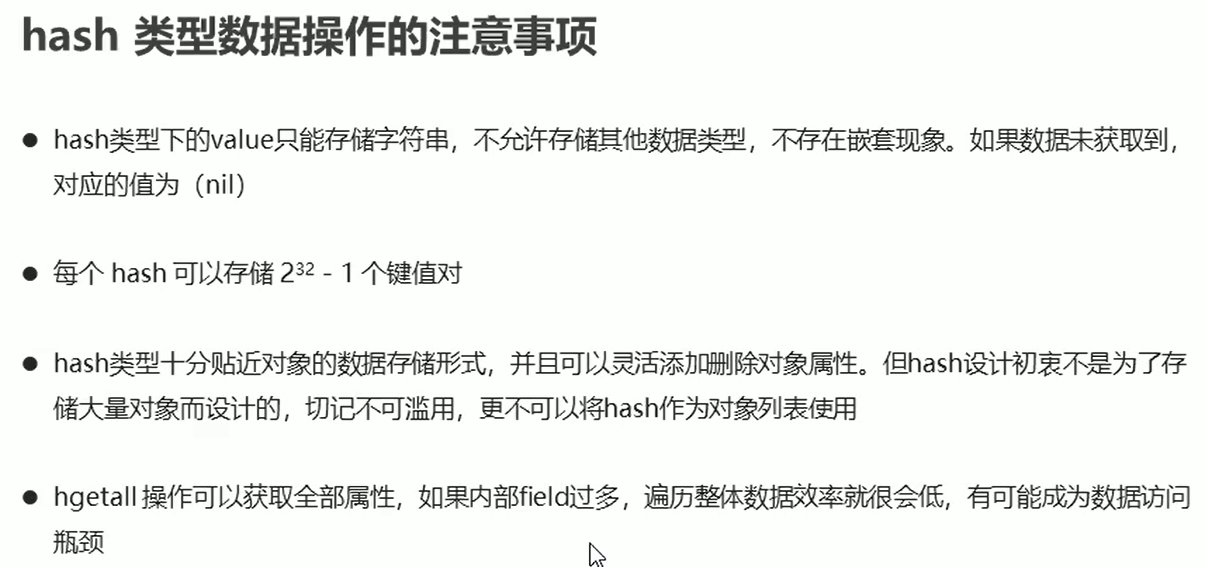 hash 类型数据操作的注意事项
● hash类型下的value只能存储字符串，不允许存储其他数据类型，不存在嵌套现象。如果数据未获取到，
对应的值为（nil）
● 每个 hash 可以存储 2³² - 1 个键值对
● hash类型十分贴近对象的数据存储形式，并且可以灵活添加删除对象属性。但hash设计初衷不是为了存
储大量对象而设计的，切记不可滥用，更不可以将hash作为对象列表使用
● hgetall 操作可以获取全部属性，如果内部field过多，遍历整体数据效率就很会低，有可能成为数据访问
瓶颈